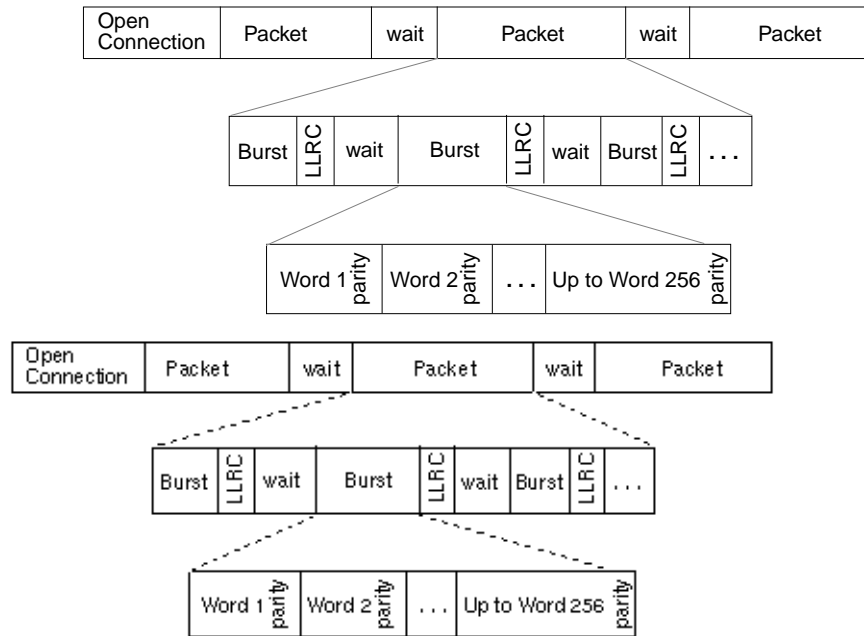 Open
Connection Packet wait Packet wait Packet
Burst LLRC wait Burst LLRC wait Burst LLRC ...
Word 1 parity Word 2 parity ... Up to Word 256 parity
Open
Connection Packet wait Packet wait Packet
Burst LLRC wait Burst LLRC wait Burst LLRC ...
Word 1 parity Word 2 parity ... Up to Word 256 parity